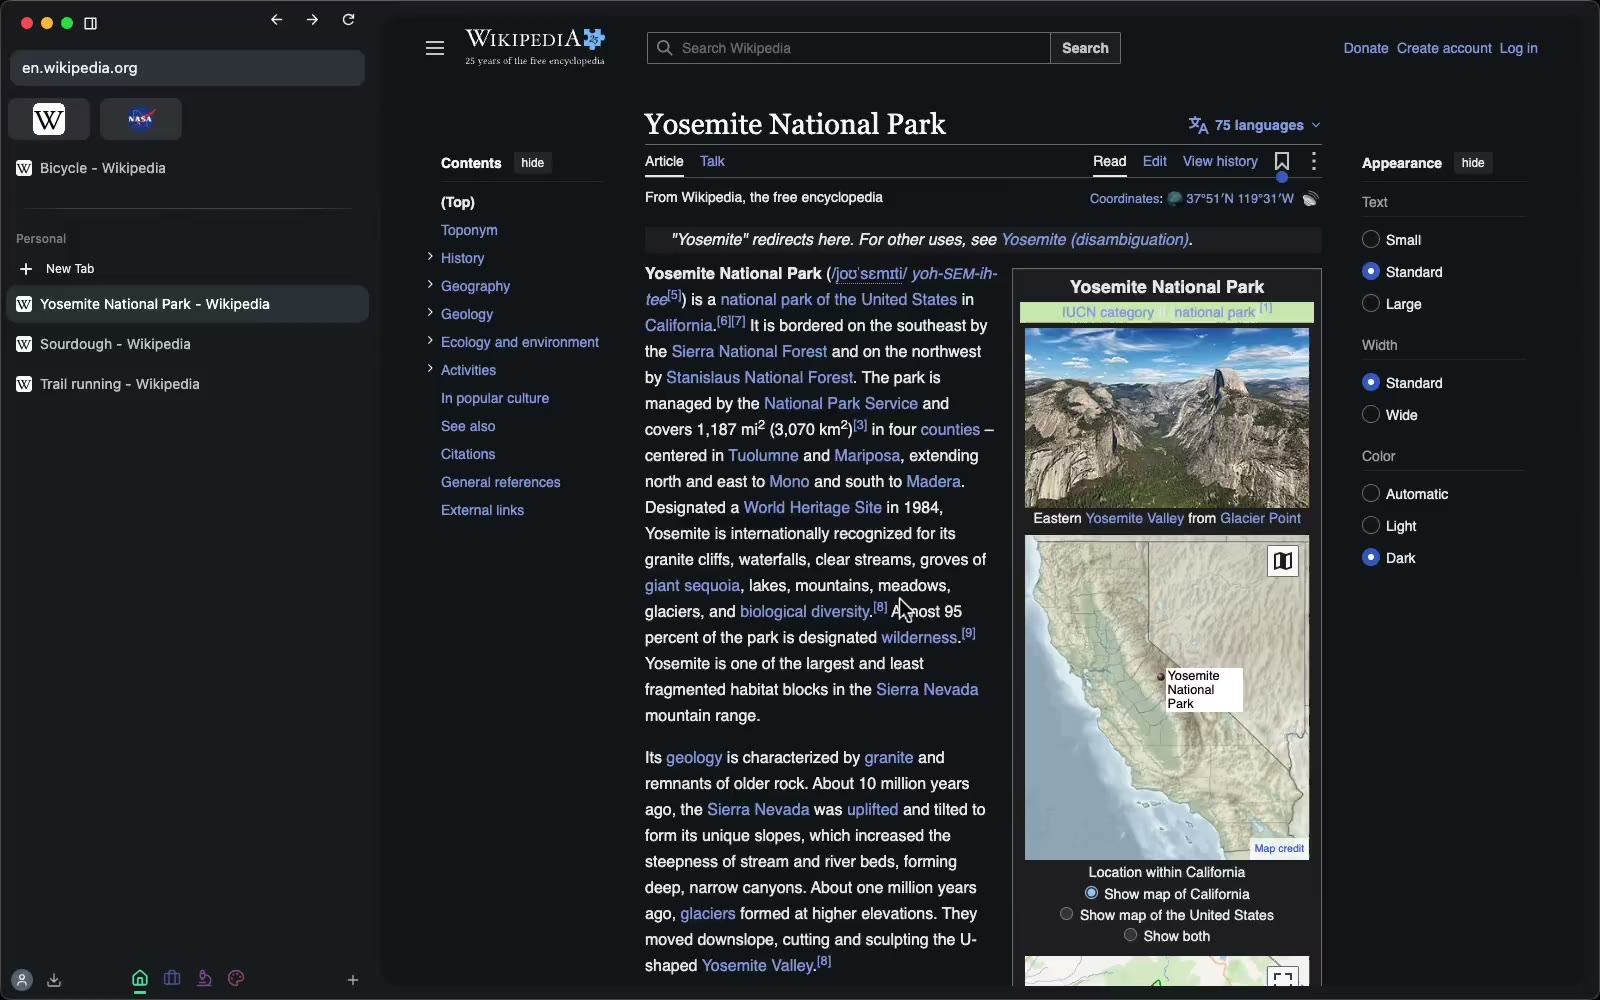 en.wikipedia.org
NASA
Bicycle - Wikipedia
Personal
New Tab
Yosemite National Park - Wikipedia
Sourdough - Wikipedia
Trail running - Wikipedia
WIKIPEDIA 25
25 years of the free encyclopedia
Search Wikipedia
Search
Donate Create account Log in
Contents hide
(Top)
Toponym
History
Geography
Geology
Ecology and environment
Activities
In popular culture
See also
Citations
General references
External links
Yosemite National Park
75 languages
Article Talk
Read Edit View history
From Wikipedia, the free encyclopedia
Coordinates: 37°51′N 119°31′W
"Yosemite" redirects here. For other uses, see Yosemite (disambiguation).
Yosemite National Park (/joʊˈsɛmɪti/ yoh-SEM-ih-
tee[5]) is a national park of the United States in
California.[6][7] It is bordered on the southeast by
the Sierra National Forest and on the northwest
by Stanislaus National Forest. The park is
managed by the National Park Service and
covers 1,187 mi2 (3,070 km2)[3] in four counties –
centered in Tuolumne and Mariposa, extending
north and east to Mono and south to Madera.
Designated a World Heritage Site in 1984,
Yosemite is internationally recognized for its
granite cliffs, waterfalls, clear streams, groves of
giant sequoia, lakes, mountains, meadows,
glaciers, and biological diversity.[8] Almost 95
percent of the park is designated wilderness.[9]
Yosemite is one of the largest and least
fragmented habitat blocks in the Sierra Nevada
mountain range.
Its geology is characterized by granite and
remnants of older rock. About 10 million years
ago, the Sierra Nevada was uplifted and tilted to
form its unique slopes, which increased the
steepness of stream and river beds, forming
deep, narrow canyons. About one million years
ago, glaciers formed at higher elevations. They
moved downslope, cutting and sculpting the U-
shaped Yosemite Valley.[8]
Yosemite National Park
IUCN category national park [1]
Eastern Yosemite Valley from Glacier Point
Yosemite
National
Park
Map credit
Location within California
Show map of California
Show map of the United States
Show both
Appearance hide
Text
Small
Standard
Large
Width
Standard
Wide
Color
Automatic
Light
Dark